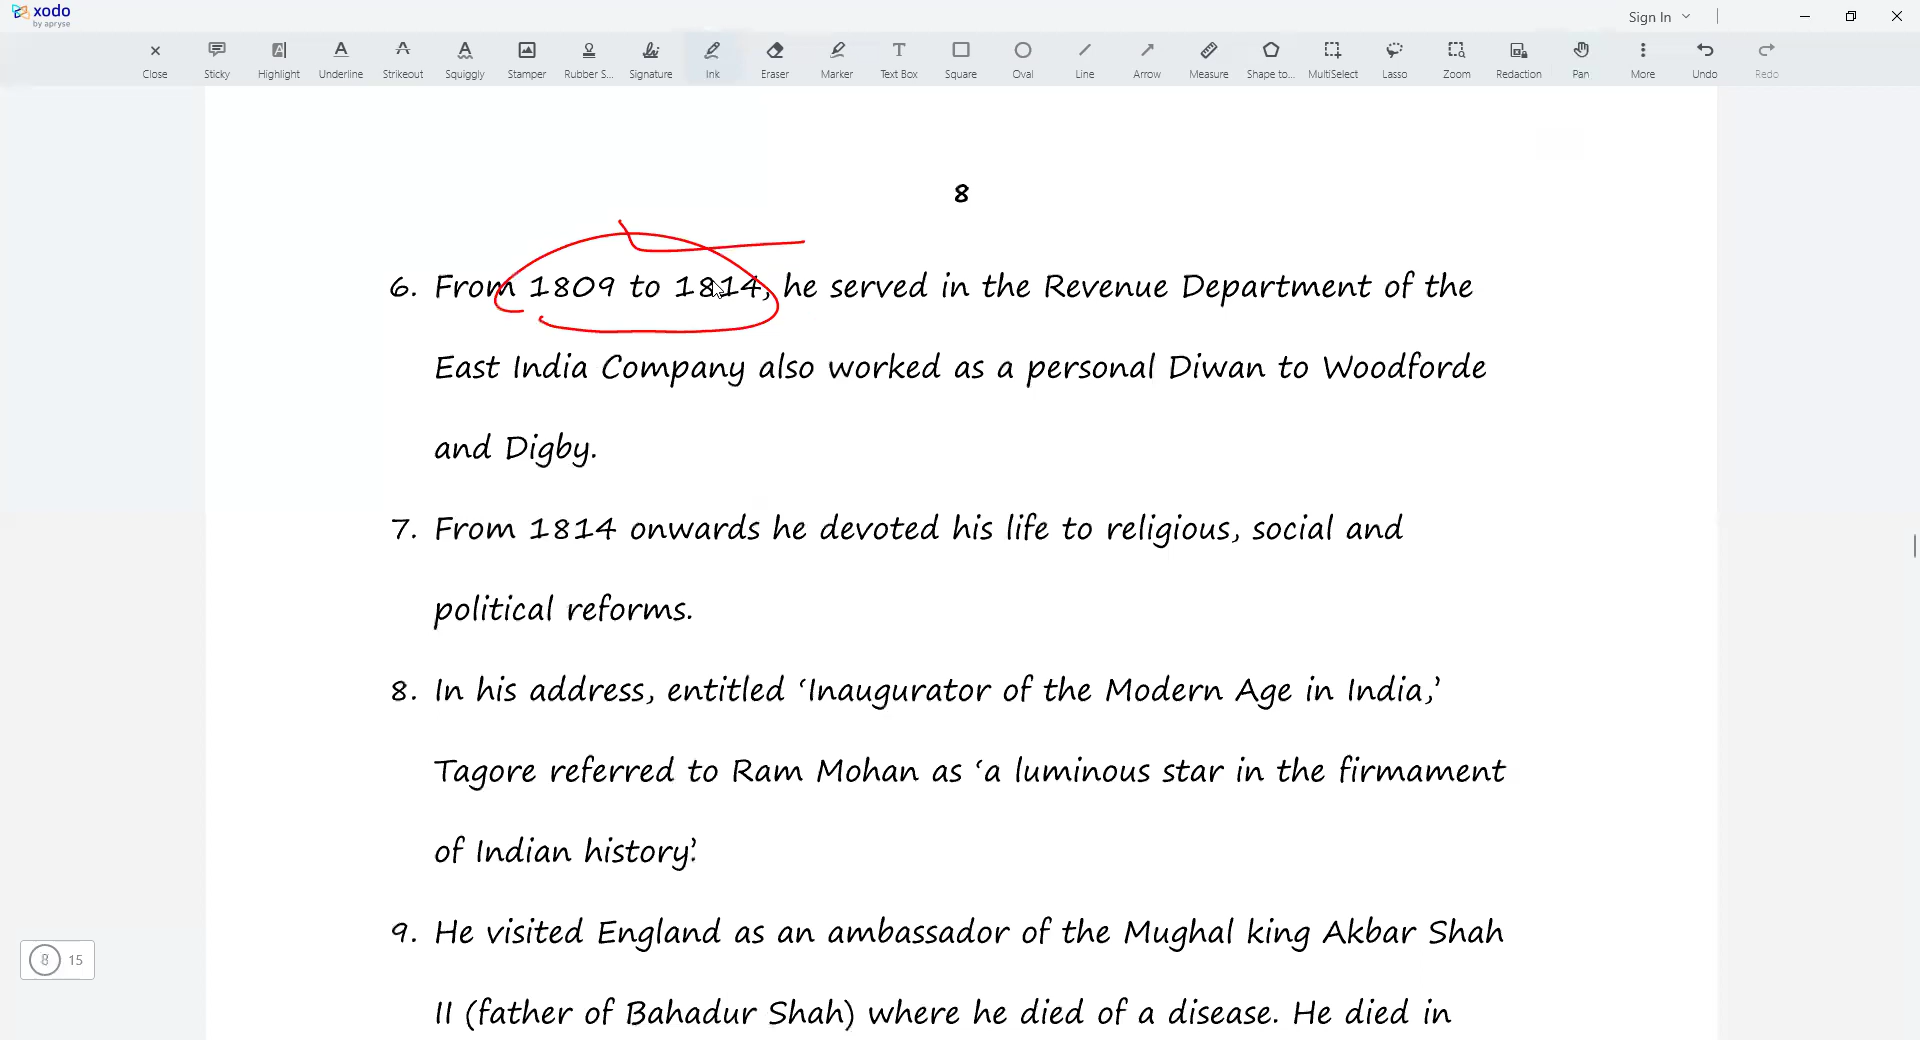 xodo
by apryse
Sign In
Close Sticky Highlight Underline Strikeout Squiggly Stamper Rubber S... Signature Ink Eraser Marker Text Box Square Oval Line Arrow Measure Shape to... MultiSelect Lasso Zoom Redaction Pan More Undo Redo
8
6. From 1809 to 1814, he served in the Revenue Department of the
East India Company also worked as a personal Diwan to Woodforde
and Digby.
7. From 1814 onwards he devoted his life to religious, social and
political reforms.
8. In his address, entitled ‘Inaugurator of the Modern Age in India,’
Tagore referred to Ram Mohan as ‘a luminous star in the firmament
of Indian history’.
9. He visited England as an ambassador of the Mughal king Akbar Shah
II (father of Bahadur Shah) where he died of a disease. He died in
8 15